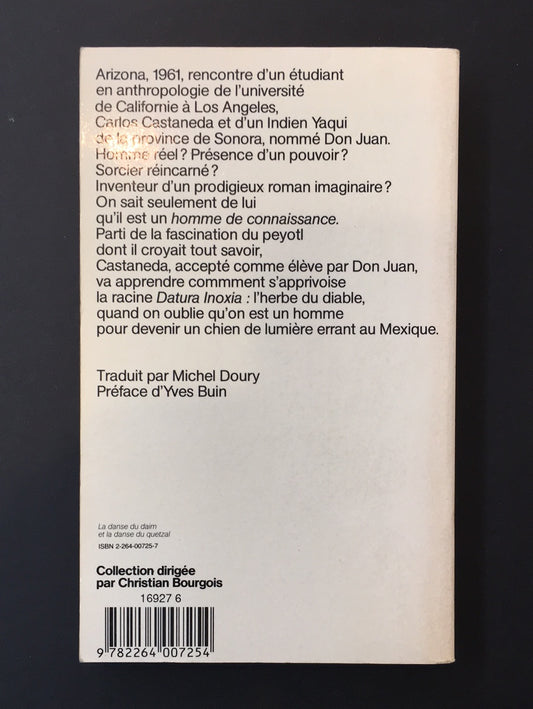 Arizona, 1961, rencontre d'un étudiant
en anthropologie de l'université
de Californie à Los Angeles,
Carlos Castaneda et d'un Indien Yaqui
de la province de Sonora, nommé Don Juan.
Homme réel ? Présence d'un pouvoir ?
Sorcier réincarné ?
Inventeur d'un prodigieux roman imaginaire ?
On sait seulement de lui
qu'il est un homme de connaissance.
Parti de la fascination du peyotl
dont il croyait tout savoir,
Castaneda, accepté comme élève par Don Juan,
va apprendre commment s'apprivoise
la racine Datura Inoxia : l'herbe du diable,
quand on oublie qu'on est un homme
pour devenir un chien de lumière errant au Mexique.
Traduit par Michel Doury
Préface d'Yves Buin
La danse du daim
et la danse du quetzal
ISBN 2-264-00725-7
Collection dirigée
par Christian Bourgois
16927 6
9 782264 007254